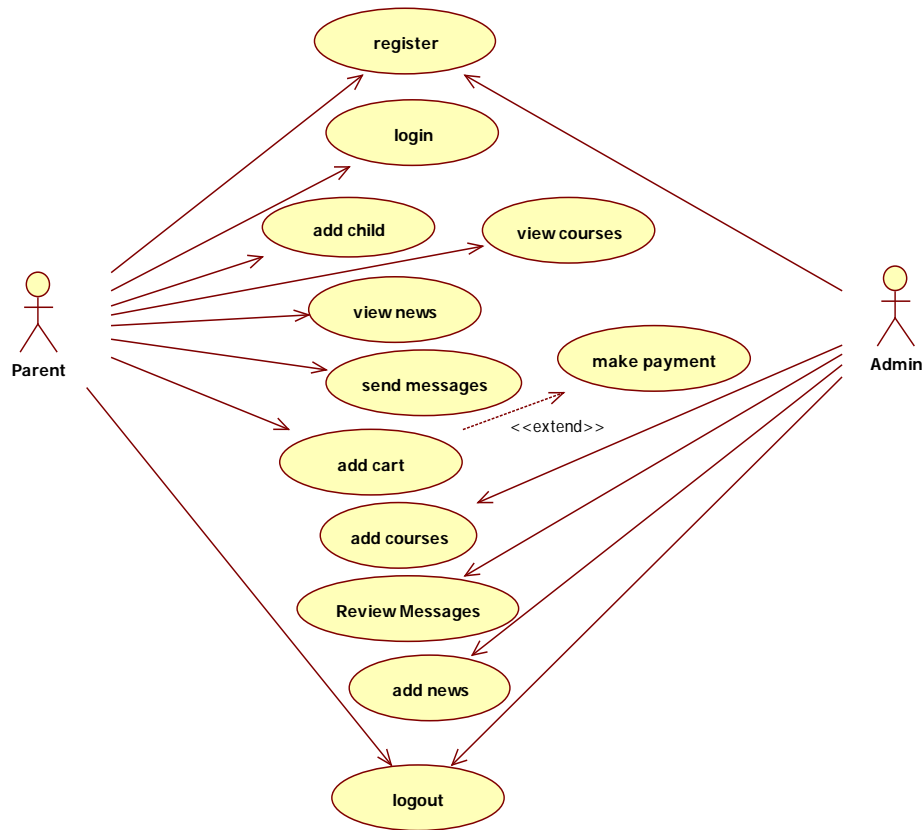 register
login
add child
view courses
view news
make payment
Parent
Admin
send messages
<<extend>>
add cart
add courses
Review Messages
add news
logout